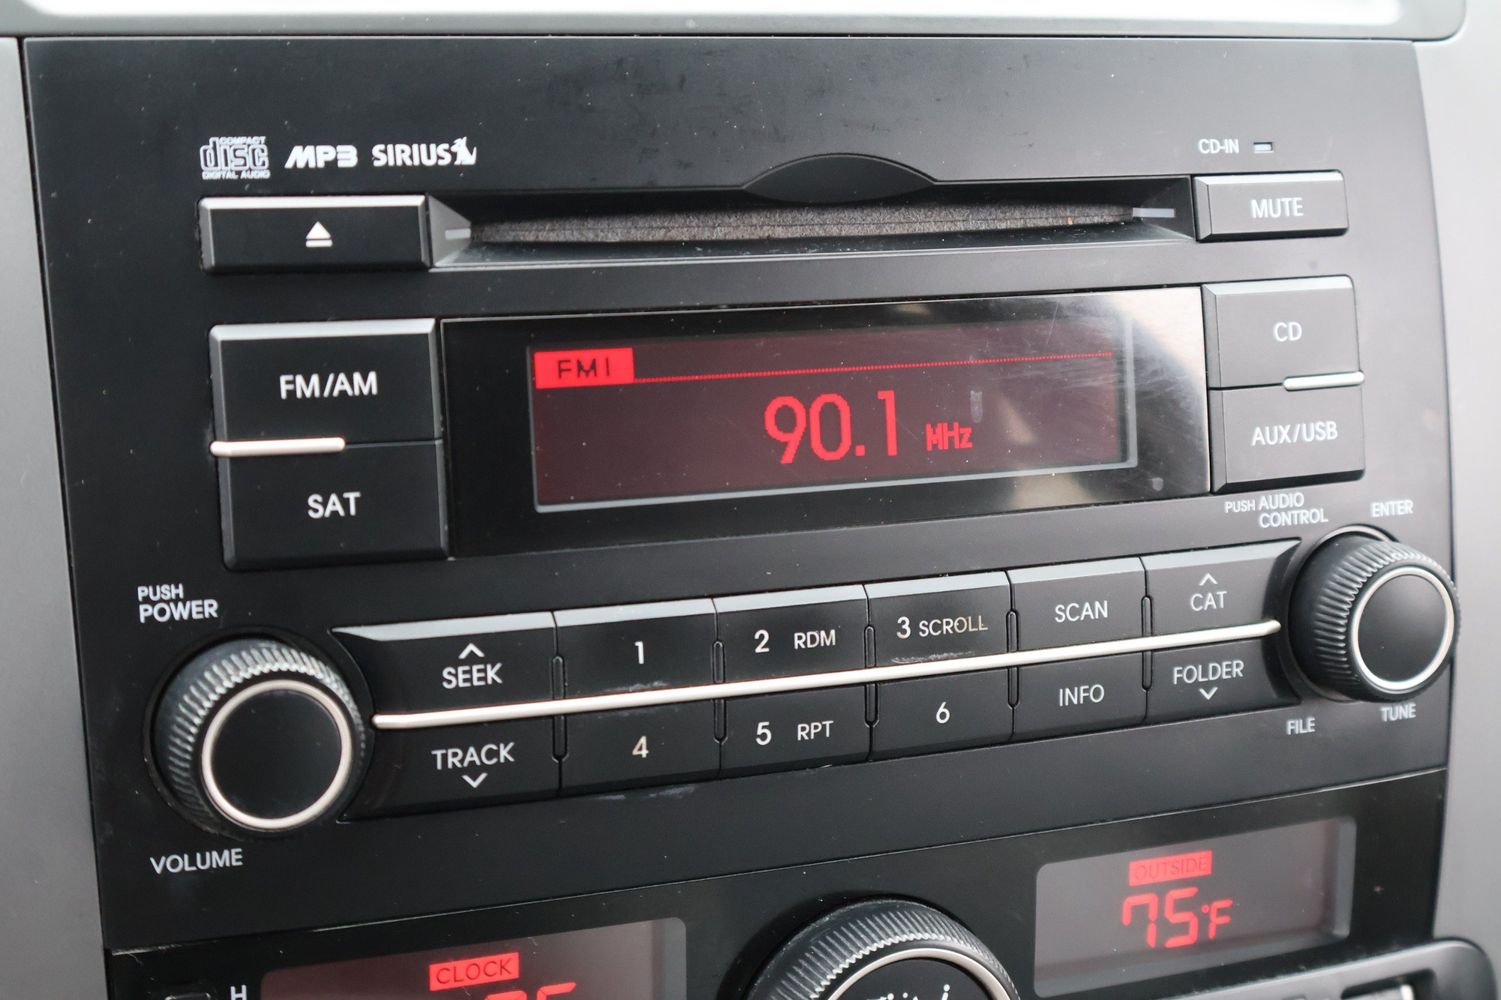 COMPACT
disc
DIGITAL AUDIO
MP3
SIRIUS
CD-IN
MUTE
FM/AM
SAT
FM1
90.1 MHz
CD
AUX/USB
PUSH AUDIO
CONTROL
ENTER
PUSH
POWER
VOLUME
SEEK
1
2 RDM
3 SCROLL
SCAN
CAT
TRACK
4
5 RPT
6
INFO
FOLDER
FILE
TUNE
OUTSIDE
75°F
CLOCK
H